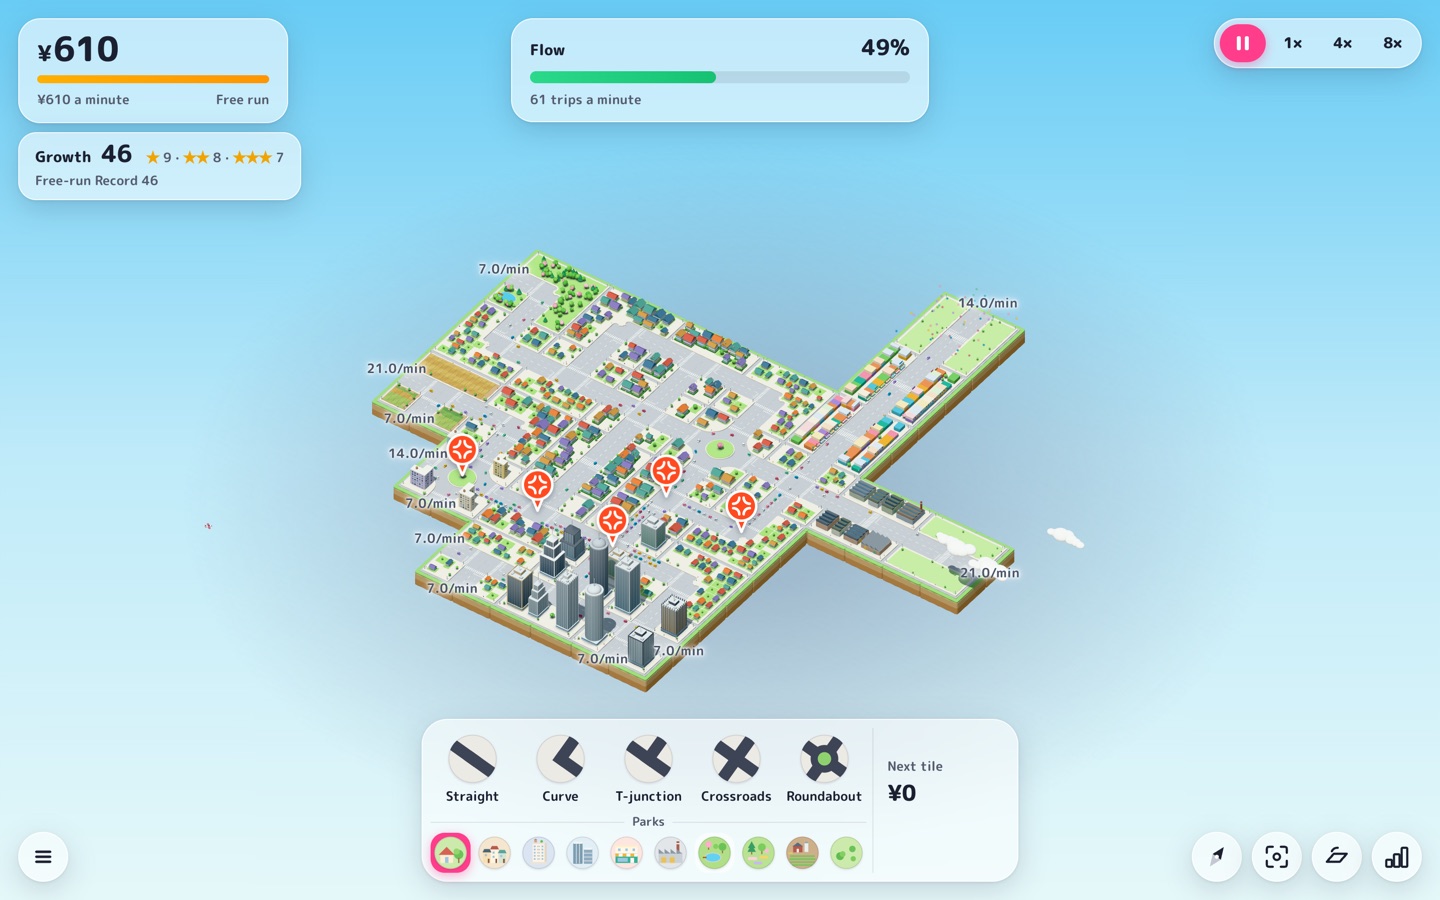 ¥610
¥610 a minute
Free run
Growth 46 ★ 9 · ★★ 8 · ★★★ 7
Free-run Record 46
Flow
49%
61 trips a minute
1×
4×
8×
7.0/min
14.0/min
21.0/min
7.0/min
14.0/min
7.0/min
7.0/min
21.0/min
7.0/min
7.0/min
7.0/min
Straight
Curve
T-junction
Crossroads
Roundabout
Parks
Next tile
¥0